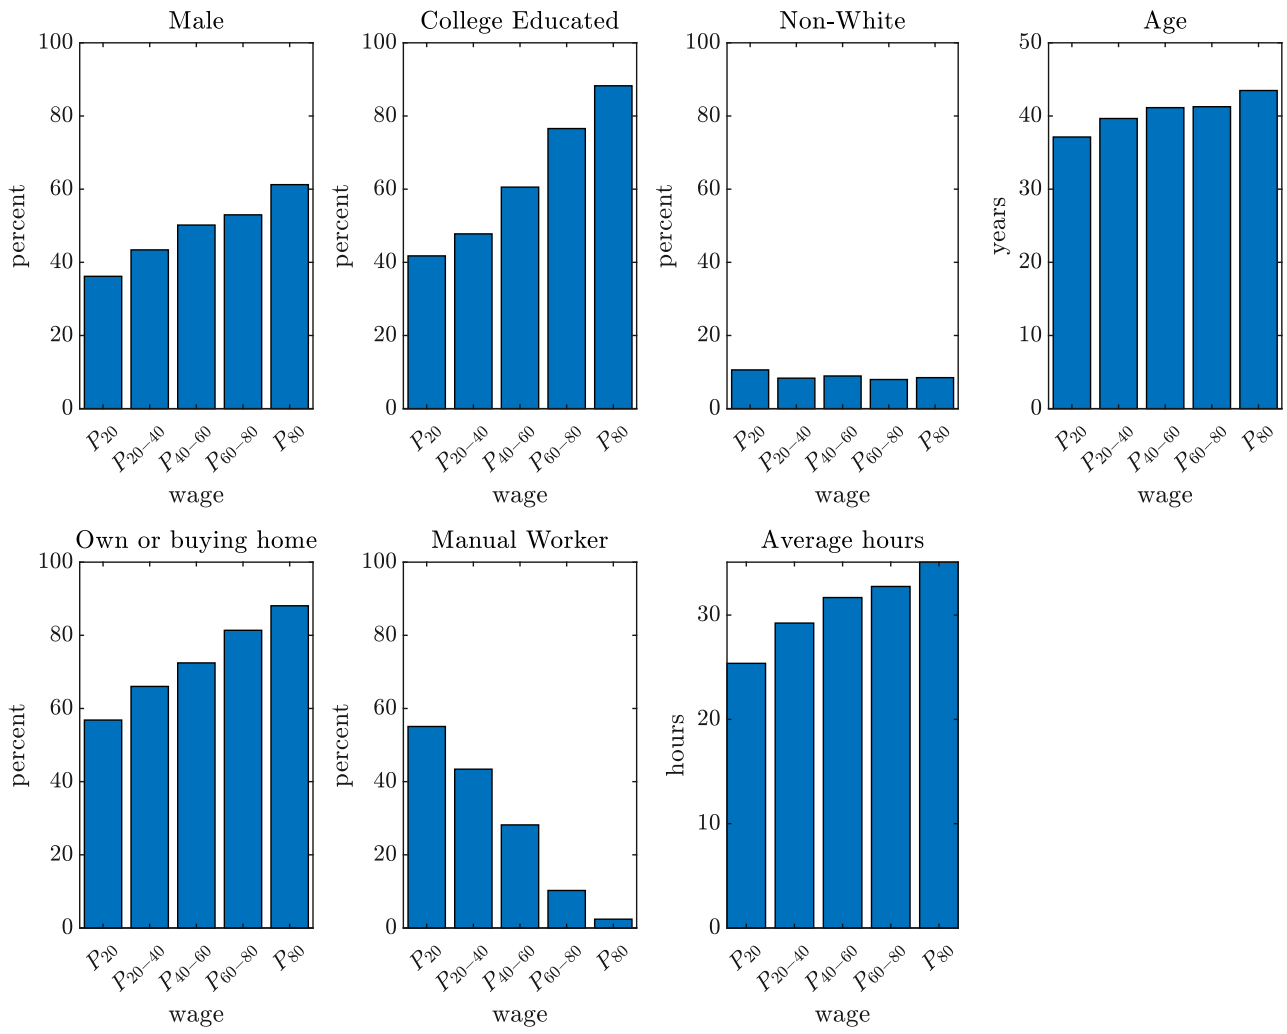 Male
100
80
60
40
20
0
percent
P20
P20−40
P40−60
P60−80
P80
wage
College Educated
100
80
60
40
20
0
percent
P20
P20−40
P40−60
P60−80
P80
wage
Non-White
100
80
60
40
20
0
percent
P20
P20−40
P40−60
P60−80
P80
wage
Age
50
40
30
20
10
0
years
P20
P20−40
P40−60
P60−80
P80
wage
Own or buying home
100
80
60
40
20
0
percent
P20
P20−40
P40−60
P60−80
P80
wage
Manual Worker
100
80
60
40
20
0
percent
P20
P20−40
P40−60
P60−80
P80
wage
Average hours
30
20
10
0
hours
P20
P20−40
P40−60
P60−80
P80
wage